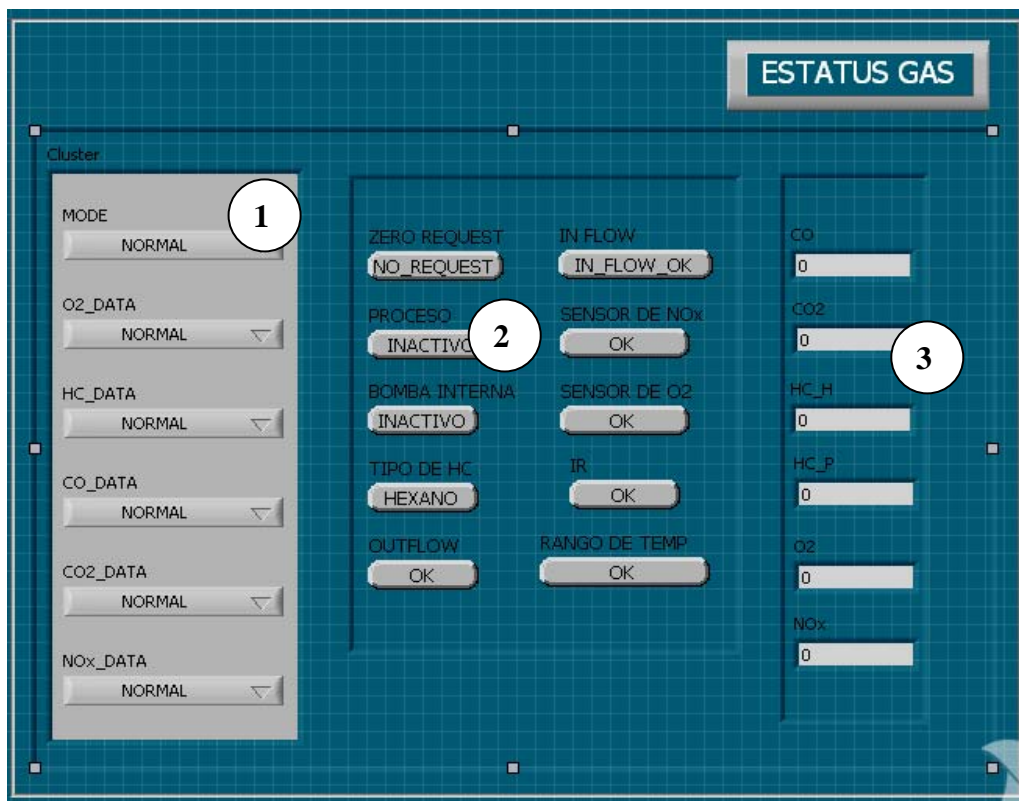 ESTATUS GAS
Cluster
1
MODE
NORMAL
O2_DATA
NORMAL
HC_DATA
NORMAL
CO_DATA
NORMAL
CO2_DATA
NORMAL
NOx_DATA
NORMAL
2
ZERO REQUEST
NO_REQUEST
PROCESO
INACTIVO
BOMBA INTERNA
INACTIVO
TIPO DE HC
HEXANO
OUTFLOW
OK
IN FLOW
IN_FLOW_OK
SENSOR DE NOx
OK
SENSOR DE O2
OK
IR
OK
RANGO DE TEMP
OK
3
CO
0
CO2
0
HC_H
0
HC_P
0
O2
0
NOx
0